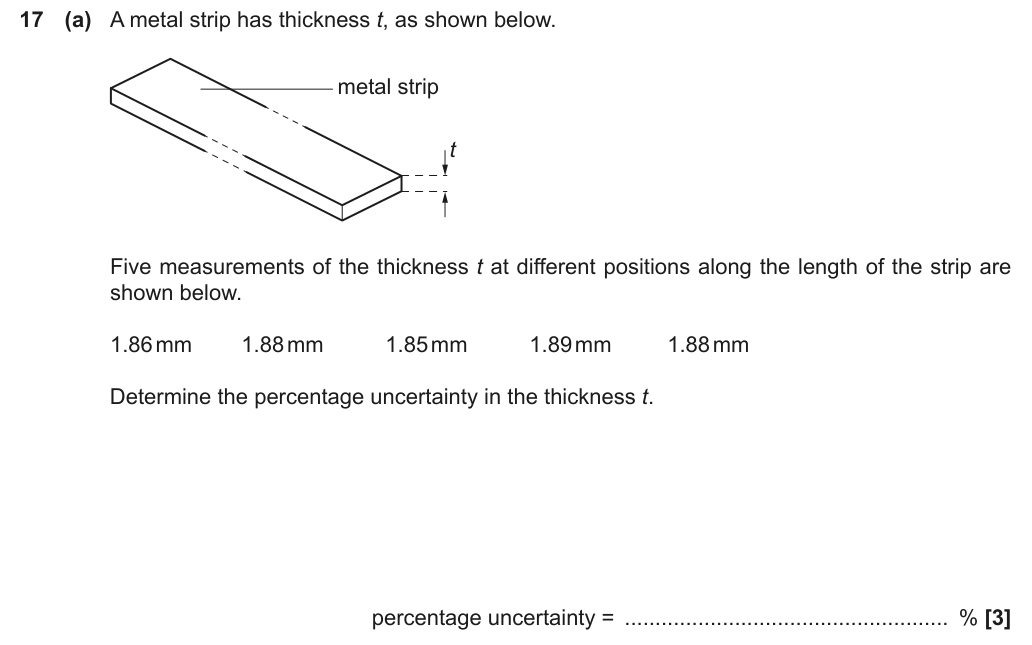 17 (a) A metal strip has thickness t, as shown below.
metal strip
t
Five measurements of the thickness t at different positions along the length of the strip are
shown below.
1.86 mm 1.88 mm 1.85 mm 1.89 mm 1.88 mm
Determine the percentage uncertainty in the thickness t.
percentage uncertainty = ..................................................... % [3]